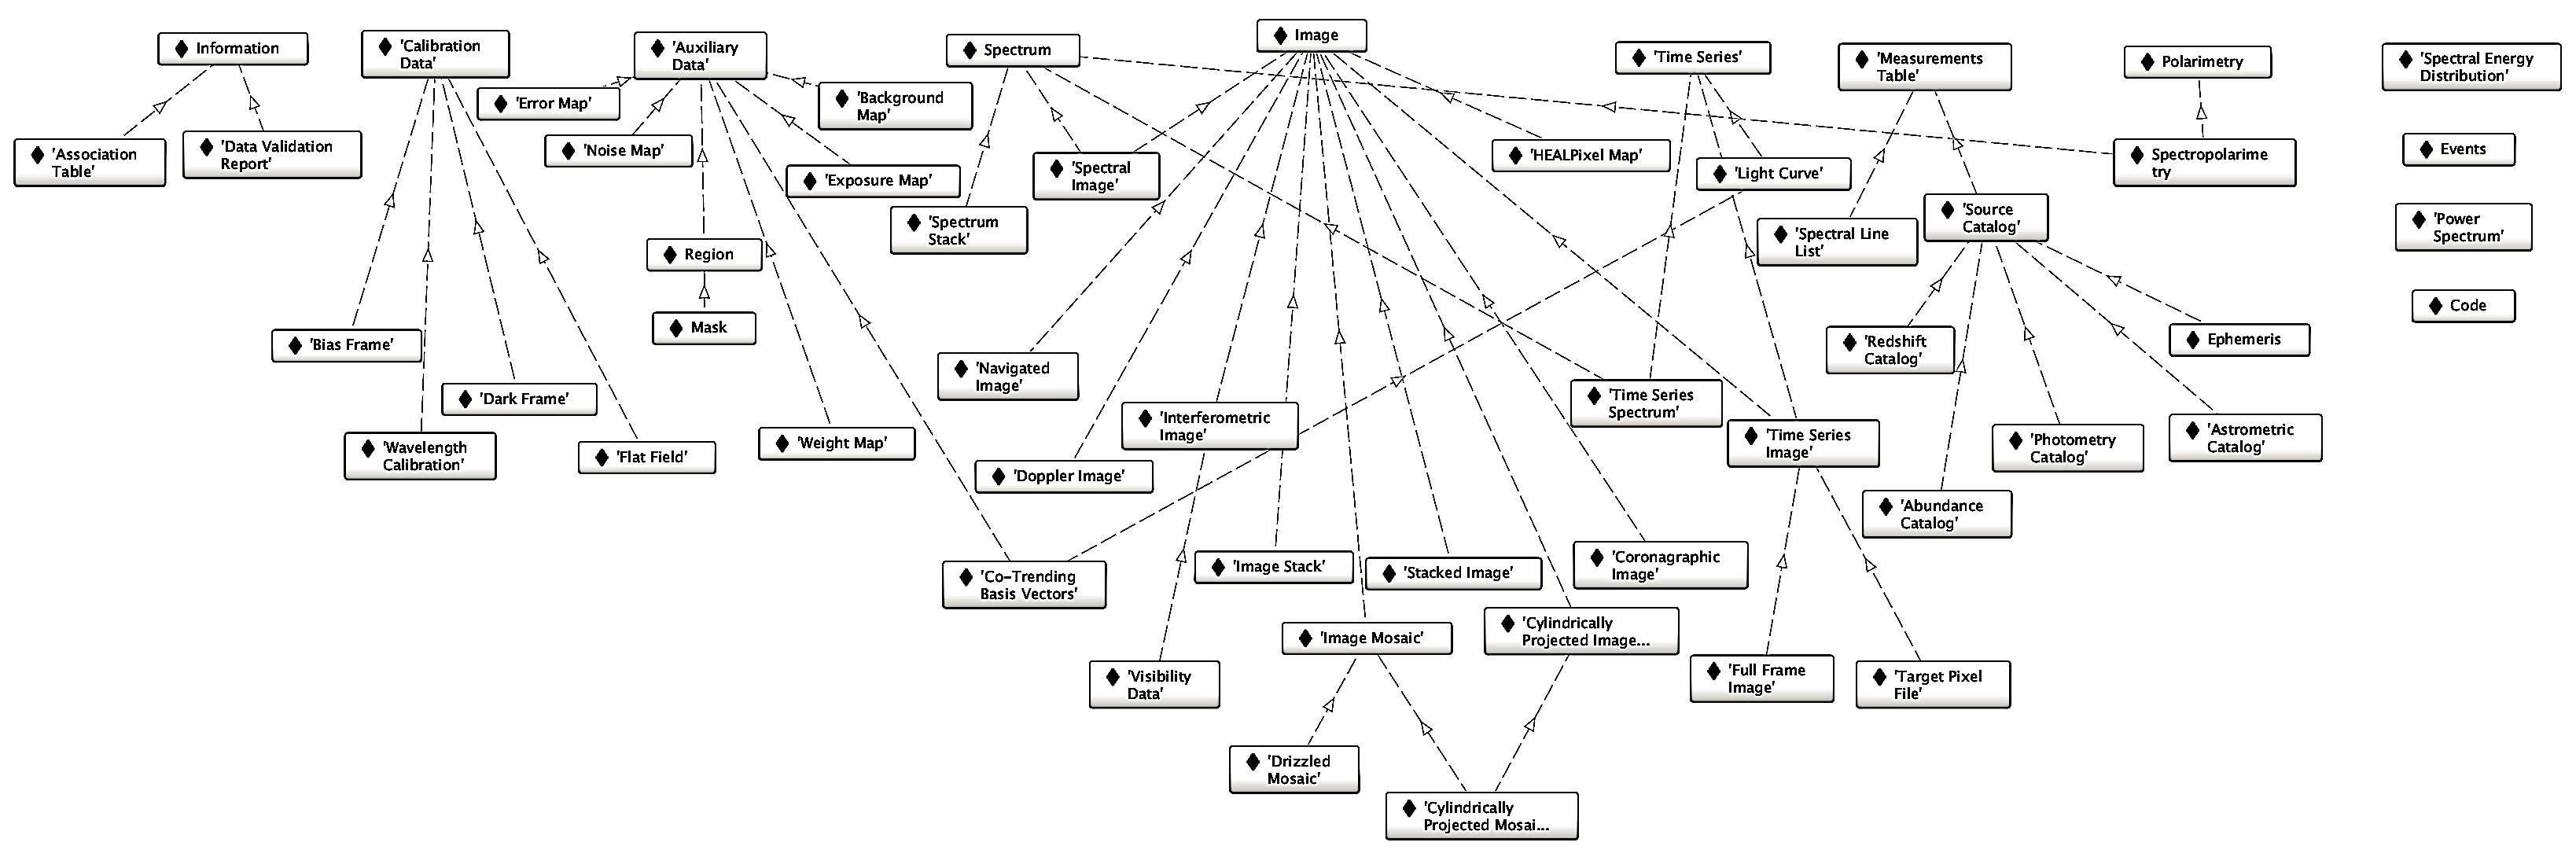 Information
'Calibration
Data'
'Auxiliary
Data'
Spectrum
Image
'Time Series'
'Measurements
Table'
Polarimetry
'Spectral Energy
Distribution'
'Error Map'
'Background
Map'
'Association
Table'
'Data Validation
Report'
'Noise Map'
'Exposure Map'
'Spectral
Image'
'HEALPixel Map'
'Light Curve'
Spectropolarime
try
Events
'Spectrum
Stack'
'Spectral Line
List'
'Source
Catalog'
'Power
Spectrum'
Region
Mask
Code
'Bias Frame'
'Redshift
Catalog'
Ephemeris
'Navigated
Image'
'Dark Frame'
'Time Series
Spectrum'
'Interferometric
Image'
'Wavelength
Calibration'
'Flat Field'
'Weight Map'
'Time Series
Image'
'Photometry
Catalog'
'Astrometric
Catalog'
'Doppler Image'
'Abundance
Catalog'
'Co-Trending
Basis Vectors'
'Image Stack'
'Stacked Image'
'Coronagraphic
Image'
'Image Mosaic'
'Cylindrically
Projected Image...
'Visibility
Data'
'Full Frame
Image'
'Target Pixel
File'
'Drizzled
Mosaic'
'Cylindrically
Projected Mosai...